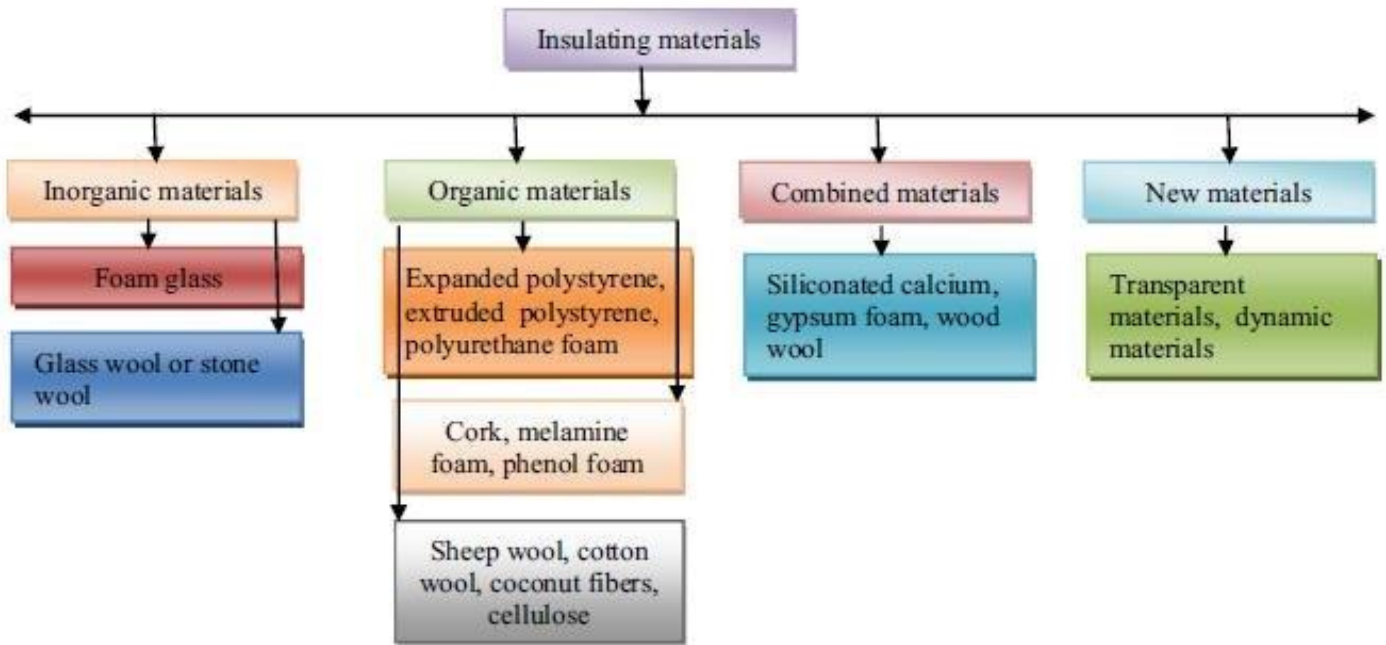 Insulating materials
Inorganic materials
Organic materials
Combined materials
New materials
Foam glass
Glass wool or stone
wool
Expanded polystyrene,
extruded polystyrene,
polyurethane foam
Cork, melamine
foam, phenol foam
Sheep wool, cotton
wool, coconut fibers,
cellulose
Siliconated calcium,
gypsum foam, wood
wool
Transparent
materials, dynamic
materials